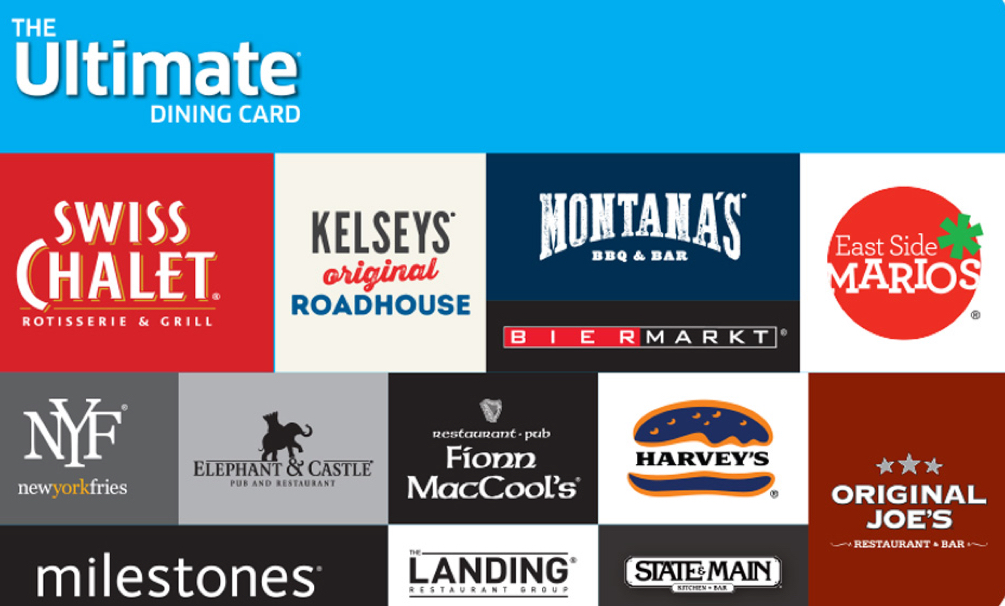 THE
Ultimate®
DINING CARD
SWISS
CHALET®
ROTISSERIE & GRILL
KELSEYS®
original
ROADHOUSE
MONTANA'S®
BBQ & BAR
BIERMARKT®
East Side
MARIOS
®
NYF®
newyorkfries
ELEPHANT & CASTLE®
PUB AND RESTAURANT
restaurant · pub
Fionn
MacCool's®
HARVEY'S
®
ORIGINAL
JOE'S
RESTAURANT & BAR
milestones®
THE
LANDING®
RESTAURANT GROUP
STATE & MAIN
KITCHEN + BAR